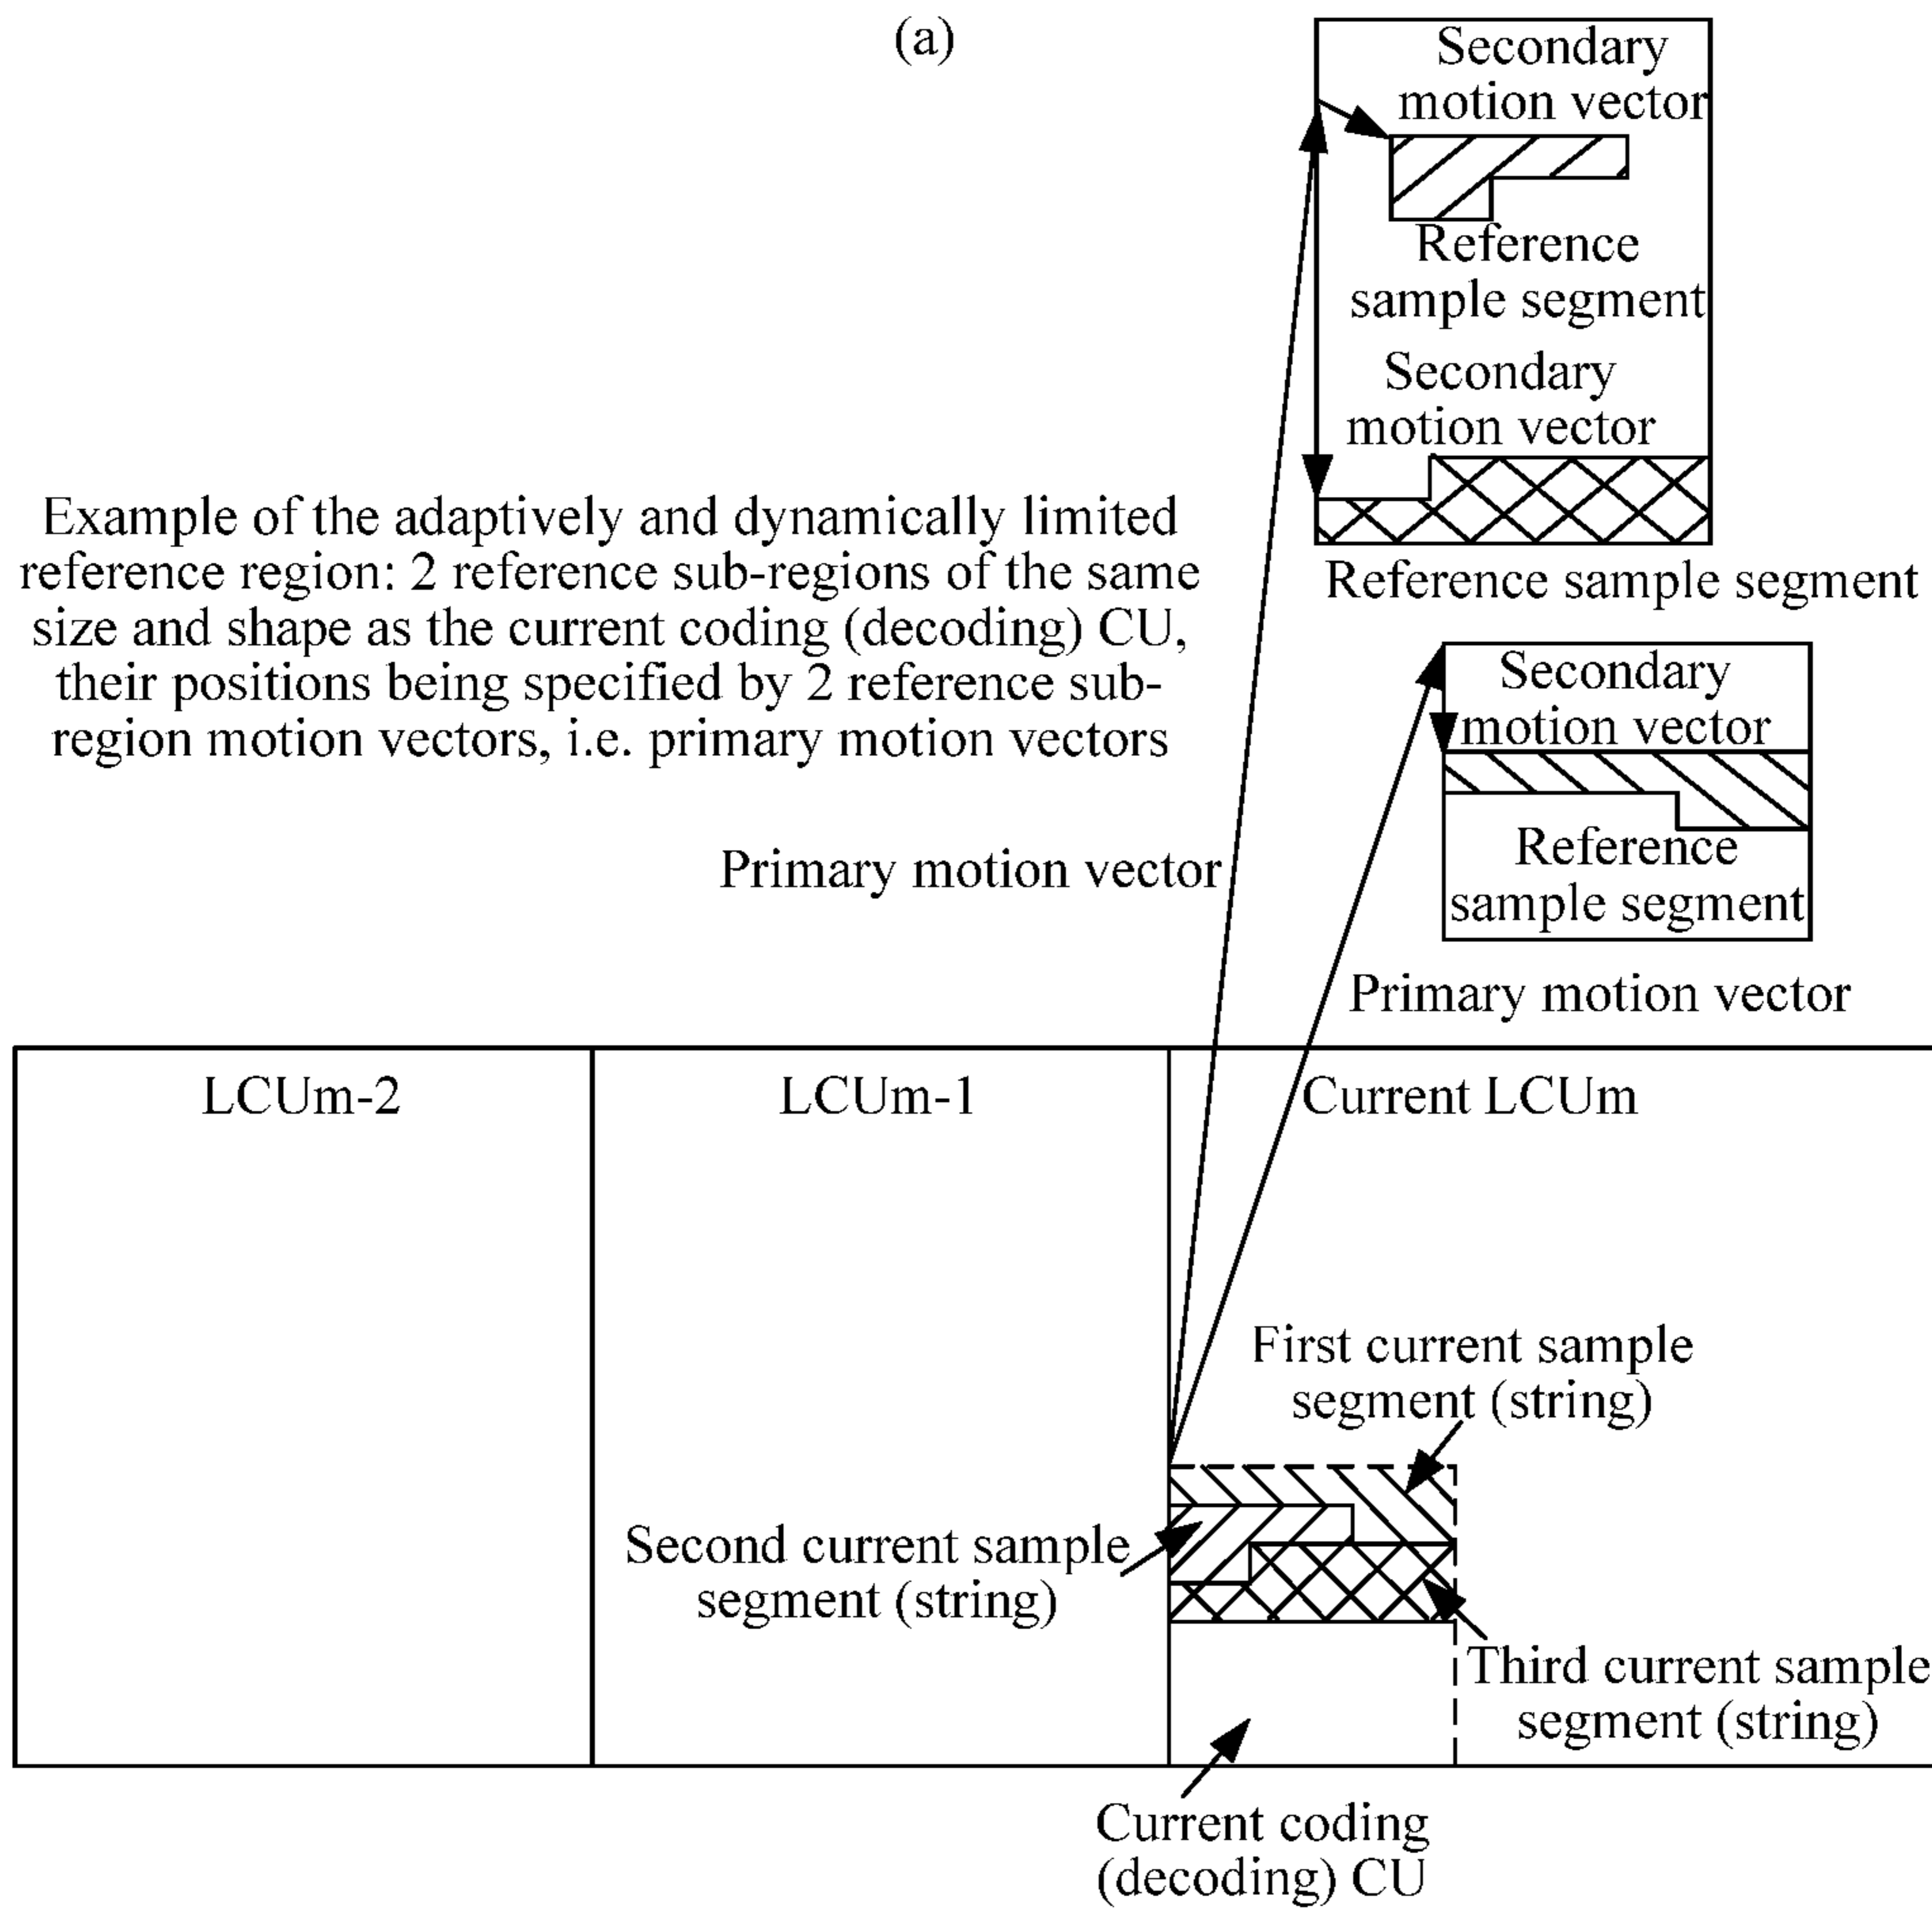 (a)
Secondary
motion vector
Reference
sample segment
Secondary
motion vector
Reference sample segment
Example of the adaptively and dynamically limited
reference region: 2 reference sub-regions of the same
size and shape as the current coding (decoding) CU,
their positions being specified by 2 reference sub-
region motion vectors, i.e. primary motion vectors
Secondary
motion vector
Reference
sample segment
Primary motion vector
Primary motion vector
LCUm-2
LCUm-1
Current LCUm
First current sample
segment (string)
Second current sample
segment (string)
Third current sample
segment (string)
Current coding
(decoding) CU